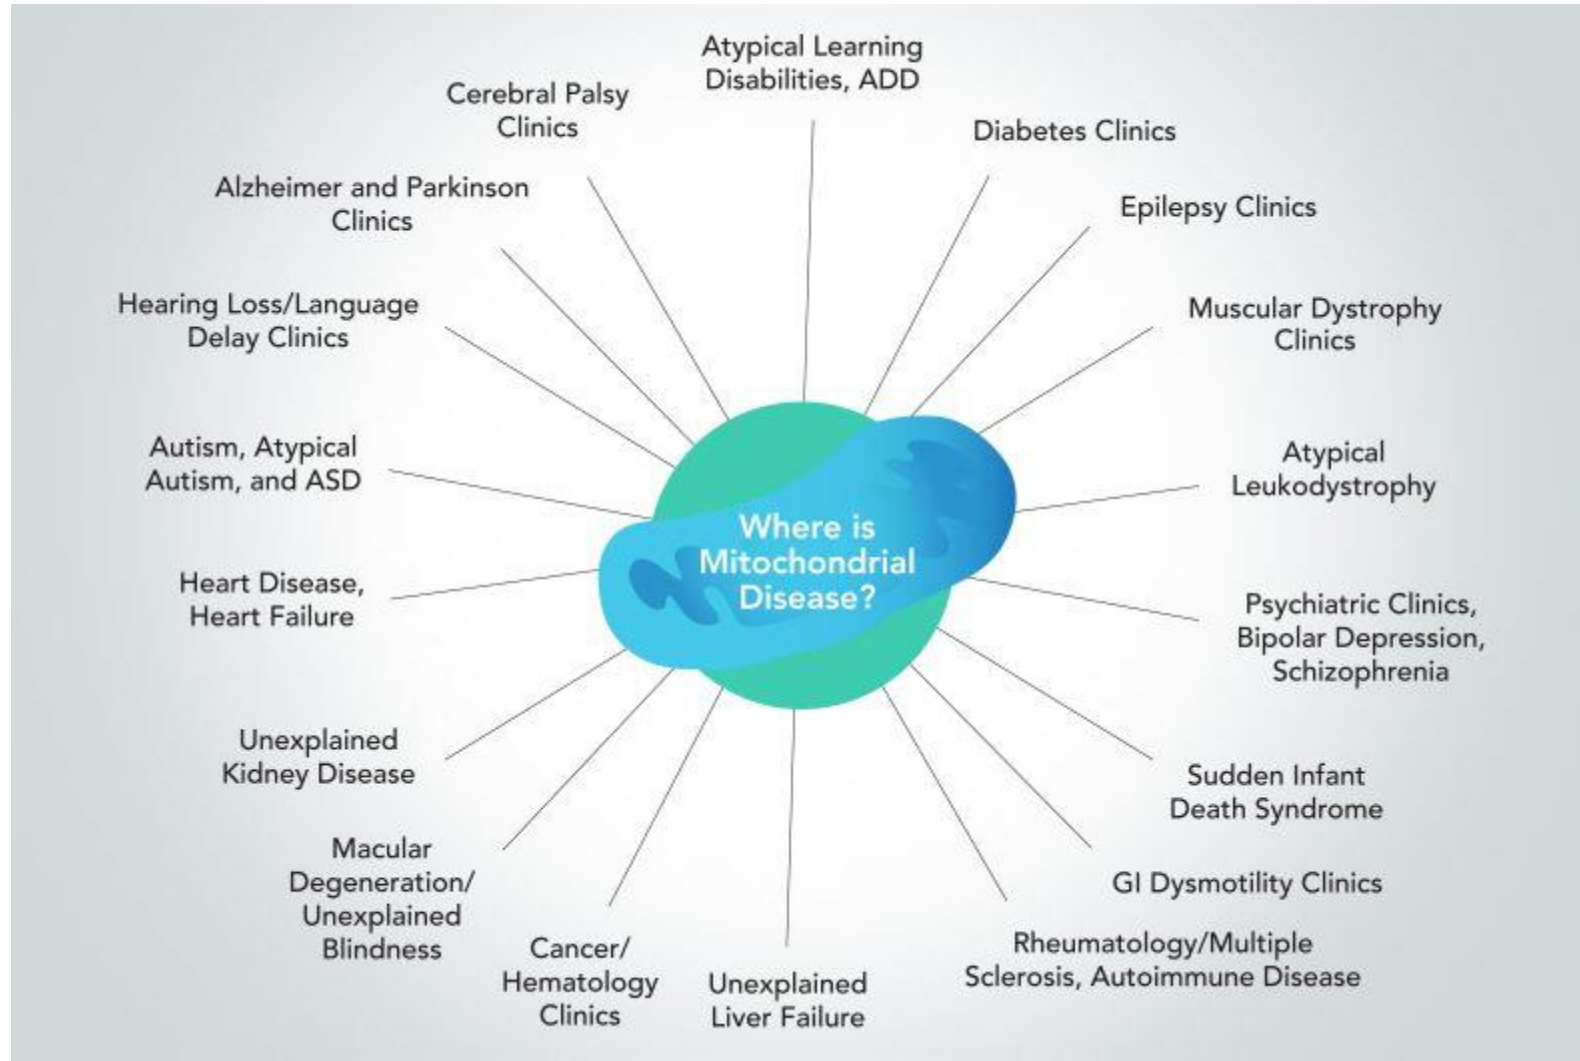 Atypical Learning
Disabilities, ADD
Cerebral Palsy
Clinics
Diabetes Clinics
Alzheimer and Parkinson
Clinics
Epilepsy Clinics
Hearing Loss/Language
Delay Clinics
Muscular Dystrophy
Clinics
Autism, Atypical
Autism, and ASD
Atypical
Leukodystrophy
Where is
Mitochondrial
Disease?
Heart Disease,
Heart Failure
Psychiatric Clinics,
Bipolar Depression,
Schizophrenia
Unexplained
Kidney Disease
Sudden Infant
Death Syndrome
Macular
Degeneration/
Unexplained
Blindness
GI Dysmotility Clinics
Cancer/
Hematology
Clinics
Unexplained
Liver Failure
Rheumatology/Multiple
Sclerosis, Autoimmune Disease